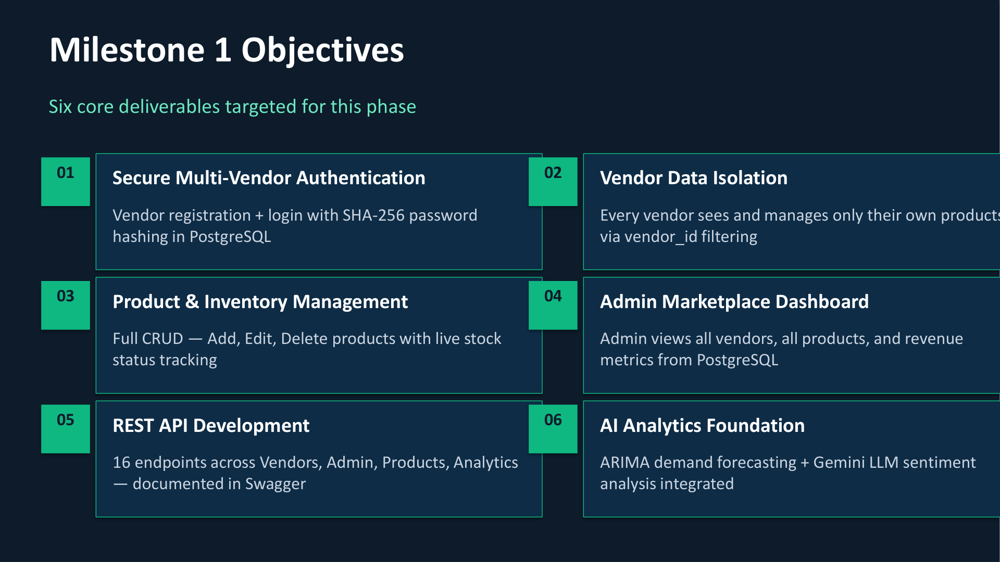 Milestone 1 Objectives
Six core deliverables targeted for this phase
01
Secure Multi-Vendor Authentication
Vendor registration + login with SHA-256 password
hashing in PostgreSQL
02
Vendor Data Isolation
Every vendor sees and manages only their own products
via vendor_id filtering
03
Product & Inventory Management
Full CRUD — Add, Edit, Delete products with live stock
status tracking
04
Admin Marketplace Dashboard
Admin views all vendors, all products, and revenue
metrics from PostgreSQL
05
REST API Development
16 endpoints across Vendors, Admin, Products, Analytics
— documented in Swagger
06
AI Analytics Foundation
ARIMA demand forecasting + Gemini LLM sentiment
analysis integrated